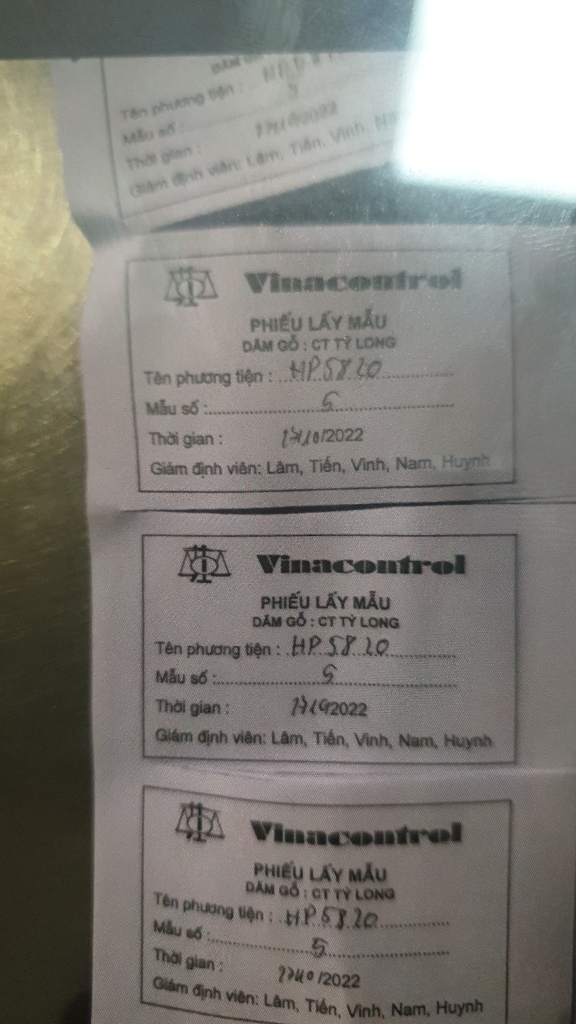 Tên phương tiện :
Mẫu số : 5
Thời gian : /2022
Giám định viên: Lâm, Tiến, Vinh,
Vinacontrol
PHIẾU LẤY MẪU
DĂM GỖ : CT TỶ LONG
Tên phương tiện : HP5820
Mẫu số : 5
Thời gian : /2022
Giám định viên: Lâm, Tiến, Vinh, Nam, Huynh
Vinacontrol
PHIẾU LẤY MẪU
DĂM GỖ : CT TỶ LONG
Tên phương tiện : HP5820
Mẫu số : 5
Thời gian : 2022
Giám định viên: Lâm, Tiến, Vinh, Nam, Huynh
Vinacontrol
PHIẾU LẤY MẪU
DĂM GỖ : CT TỶ LONG
Tên phương tiện : HP5820
Mẫu số : 5
Thời gian : /2022
Giám định viên: Lâm, Tiến, Vinh, Nam, Huynh